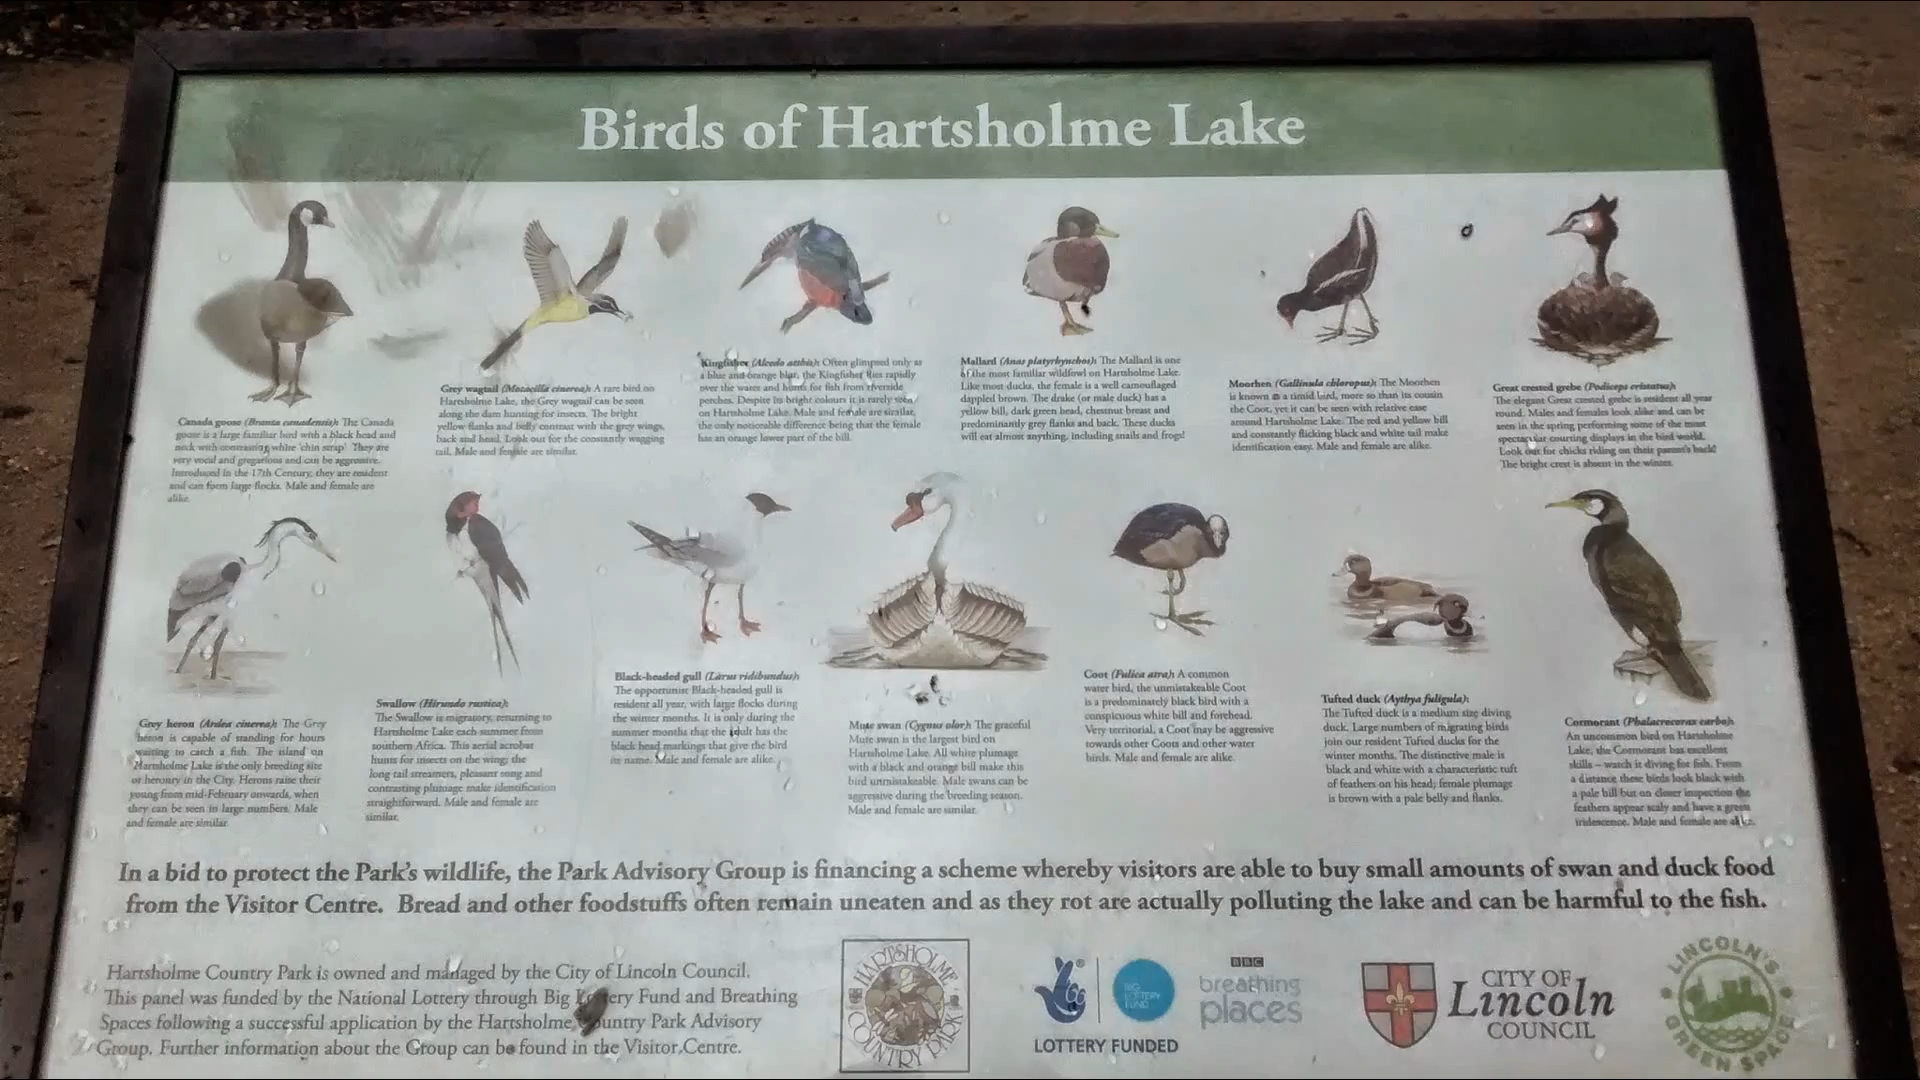 Birds of Hartsholme Lake
Canada goose (Branta canadensis): The Canada
goose is a large familiar bird with a black head and
neck with contrasting white 'chin strap'. They are
very vocal and gregarious and can be aggressive.
Introduced in the 17th Century, they are resident
and can form large flocks. Male and female are
alike.
Grey wagtail (Motacilla cinerea): A rare bird on
Hartsholme Lake, the Grey wagtail can be seen
along the dam hunting for insects. The bright
yellow flanks and belly contrast with the grey wings,
back and head. Look out for the constantly wagging
tail. Male and female are similar.
Kingfisher (Alcedo atthis): Often glimpsed only as
a blue and orange blur, the Kingfisher flies rapidly
over the water and hunts for fish from riverside
perches. Despite its bright colours it is rarely seen
on Hartsholme Lake. Male and female are similar,
the only noticeable difference being that the female
has an orange lower part of the bill.
Mallard (Anas platyrhynchos): The Mallard is one
of the most familiar wildfowl on Hartsholme Lake.
Like most ducks, the female is a well camouflaged
dappled brown. The drake (or male duck) has a
yellow bill, dark green head, chestnut breast and
predominantly grey flanks and back. These ducks
will eat almost anything, including snails and frogs!
Moorhen (Gallinula chloropus): The Moorhen
is known as a timid bird, more so than its cousin
the Coot, yet it can be seen with relative ease
around Hartsholme Lake. The red and yellow bill
and constantly flicking black and white tail make
identification easy. Male and female are alike.
Great crested grebe (Podiceps cristatus):
The elegant Great crested grebe is resident all year
round. Males and females look alike and can be
seen in the spring performing some of the most
spectacular courting displays in the bird world.
Look out for chicks riding on their parent's back!
The bright crest is absent in the winter.
Grey heron (Ardea cinerea): The Grey
heron is capable of standing for hours
waiting to catch a fish. The island on
Hartsholme Lake is the only breeding site
or heronry in the City. Herons raise their
young from mid-February onwards, when
they can be seen in large numbers. Male
and female are similar.
Swallow (Hirundo rustica):
The Swallow is migratory, returning to
Hartsholme Lake each summer from
southern Africa. This aerial acrobat
hunts for insects on the wing; the
long tail streamers, pleasant song and
contrasting plumage make identification
straightforward. Male and female are
similar.
Black-headed gull (Larus ridibundus):
The opportunist Black-headed gull is
resident all year, with large flocks during
the winter months. It is only during the
summer months that the adult has the
black head markings that give the bird
its name. Male and female are alike.
Mute swan (Cygnus olor): The graceful
Mute swan is the largest bird on
Hartsholme Lake. All white plumage
with a black and orange bill make this
bird unmistakeable. Male swans can be
aggressive during the breeding season.
Male and female are similar.
Coot (Fulica atra): A common
water bird, the unmistakeable Coot
is a predominately black bird with a
conspicuous white bill and forehead.
Very territorial, a Coot may be aggressive
towards other Coots and other water
birds. Male and female are alike.
Tufted duck (Aythya fuligula):
The Tufted duck is a medium size diving
duck. Large numbers of migrating birds
join our resident Tufted ducks for the
winter months. The distinctive male is
black and white with a characteristic tuft
of feathers on his head; female plumage
is brown with a pale belly and flanks.
Cormorant (Phalacrocorax carbo):
An uncommon bird on Hartsholme
Lake, the Cormorant has excellent
skills – watch it diving for fish. From
a distance these birds look black with
a pale bill but on closer inspection the
feathers appear scaly and have a green
iridescence. Male and female are alike.
In a bid to protect the Park's wildlife, the Park Advisory Group is financing a scheme whereby visitors are able to buy small amounts of swan and duck food
from the Visitor Centre. Bread and other foodstuffs often remain uneaten and as they rot are actually polluting the lake and can be harmful to the fish.
Hartsholme Country Park is owned and managed by the City of Lincoln Council.
This panel was funded by the National Lottery through Big Lottery Fund and Breathing
Spaces following a successful application by the Hartsholme Country Park Advisory
Group. Further information about the Group can be found in the Visitor Centre.
HARTSHOLME
COUNTRY PARK
BIG
LOTTERY
FUND
LOTTERY FUNDED
BBC
breathing
places
CITY OF
Lincoln
COUNCIL
LINCOLN'S
GREEN SPACE